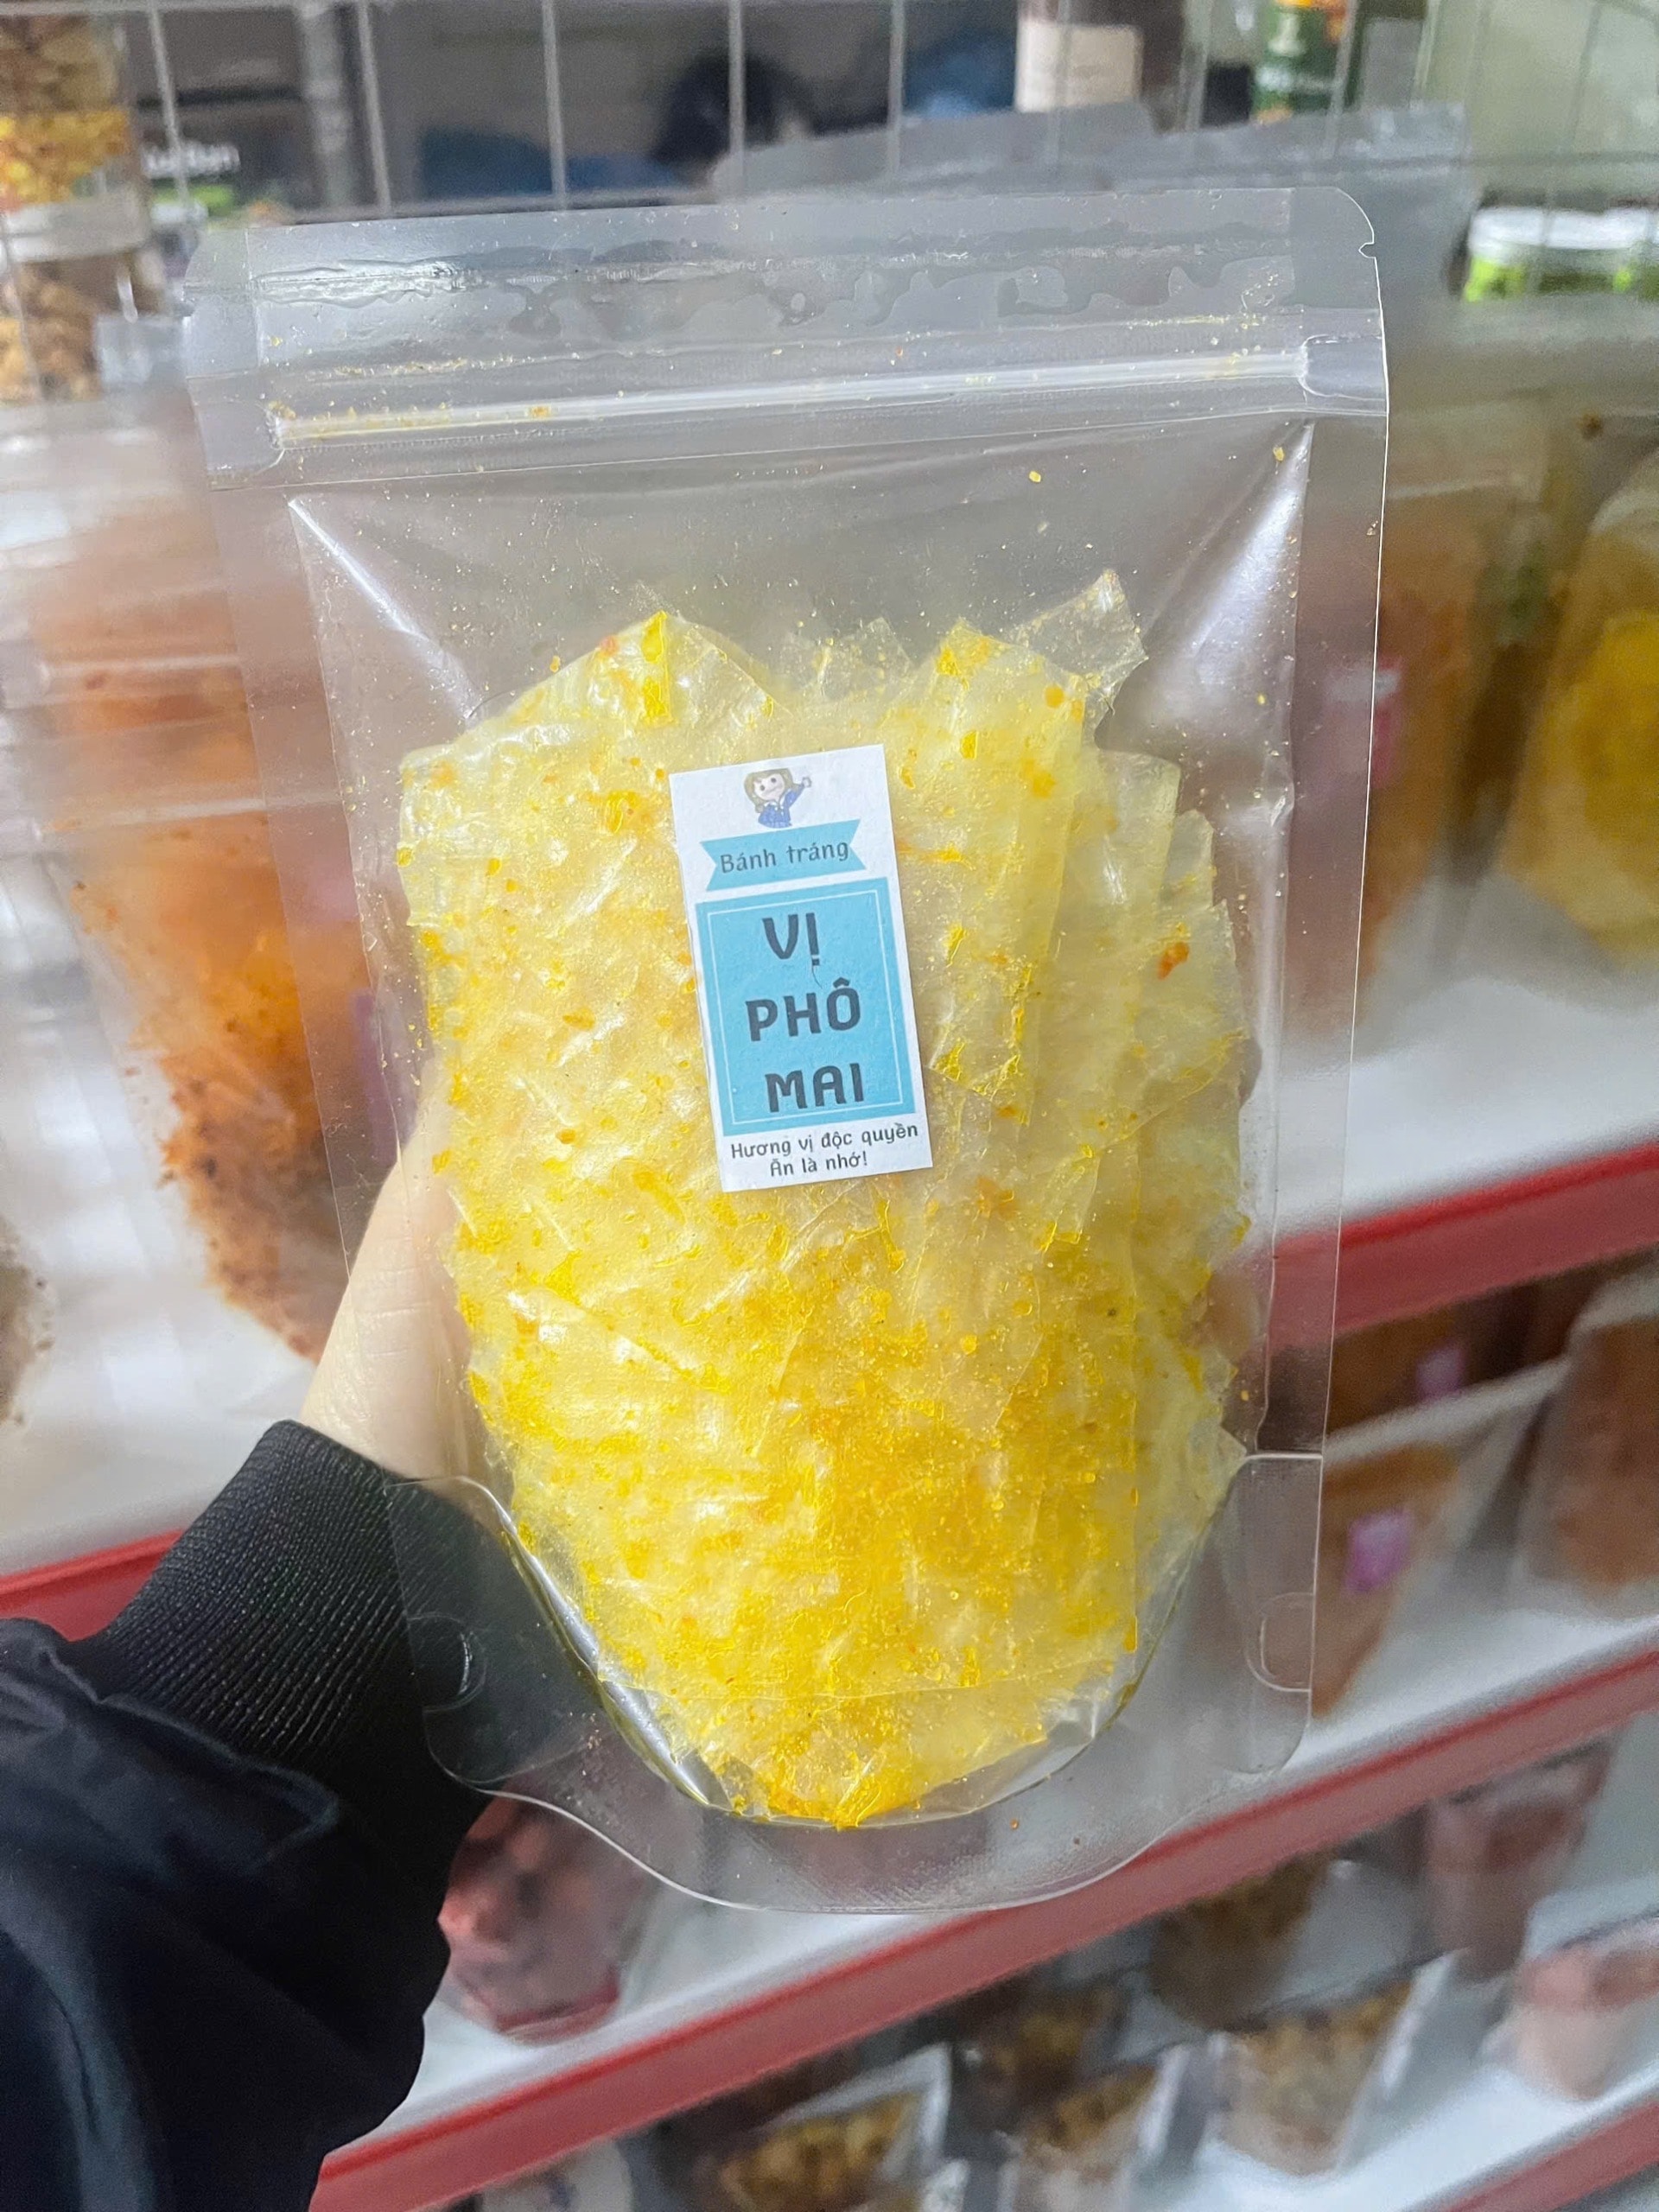 Bánh tráng
VỊ
PHÔ
MAI
Hương vị độc quyền
Ăn là nhớ!